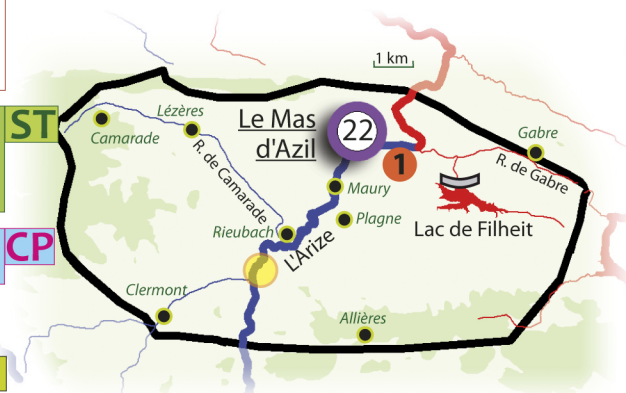 1 km
ST
Lézères
Camarade
R. de Camarade
Le Mas
d'Azil
22
1
Gabre
R. de Gabre
Maury
Plagne
Lac de Filheit
CP
Rieubach
L'Arize
Clermont
Allières